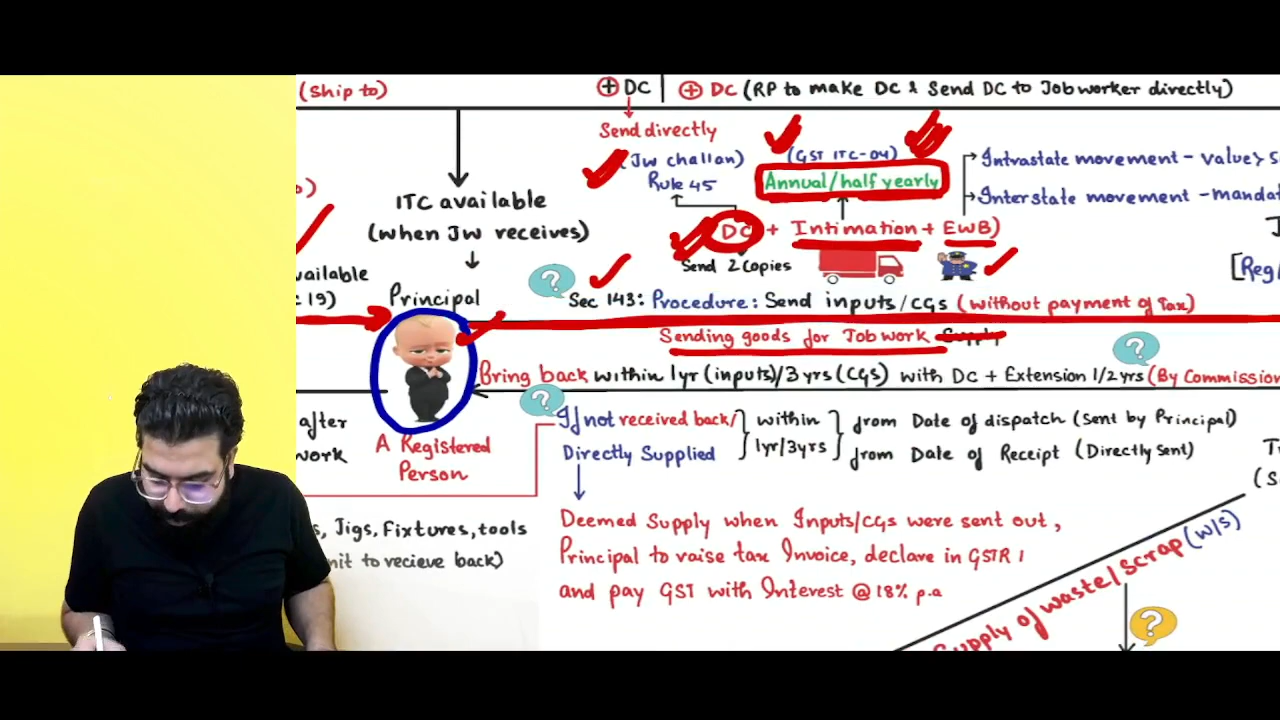 (ship to)
+ DC
+ DC (RP to make DC & Send DC to Jobworker directly)
Send directly
(JW challan)
Rule 45
(GST ITC-04)
Annual/half yearly
Intrastate movement - value>
Interstate movement - mandat
ITC available
(when JW receives)
DC + Intimation + EWB)
Send 2 Copies
vailable
19)
Principal
? Sec 143: Procedure: Send inputs/CGs (without payment of Tax)
[Reg
Sending goods for Jobwork Supply
?
Bring back within 1yr (inputs)/3 yrs (CGs) with DC + Extension 1/2 yrs (By Commission
?
If not received back/
Directly Supplied
within
1yr/3yrs
from Date of dispatch (Sent by Principal)
from Date of Receipt (Directly sent)
after
work
A Registered
Person
(S
s, Jigs, Fixtures, tools
nit to recieve back)
Deemed Supply when Inputs/CGs were sent out,
Principal to raise tax Invoice, declare in GSTR 1
and pay GST with Interest @ 18% p.a
Supply of waste/scrap (w/s)
?